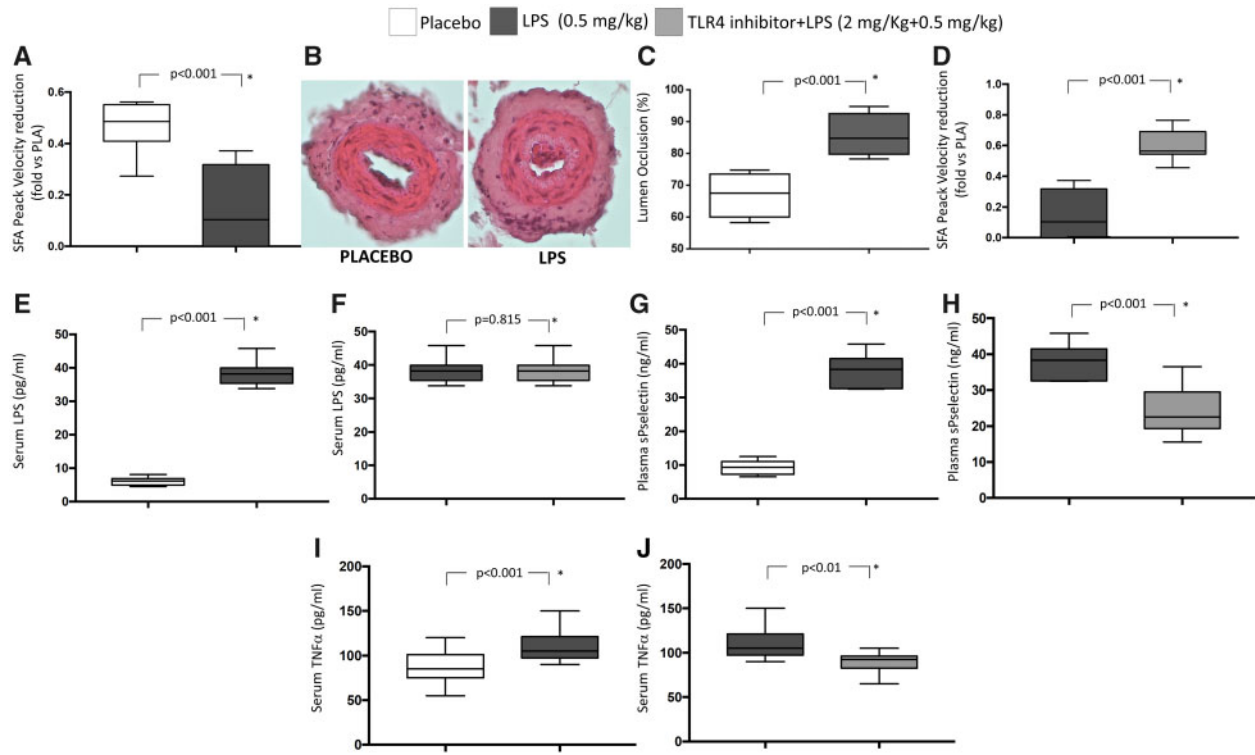 Placebo LPS (0.5 mg/kg) TLR4 inhibitor+LPS (2 mg/Kg+0.5 mg/kg)
A
SFA Peack Velocity reduction
(fold vs PLA)
0.6
0.4
0.2
0.0
p<0.001 *
B
PLACEBO LPS
C
Lumen Occlusion (%)
100
90
80
70
60
50
p<0.001 *
D
SFA Peack Velocity reduction
(fold vs PLA)
1.0
0.8
0.6
0.4
0.2
0.0
p<0.001 *
E
Serum LPS (pg/ml)
50
40
30
20
10
0
p<0.001 *
F
Serum LPS (pg/ml)
50
40
30
20
10
0
p=0.815 *
G
Plasma sPselectin (ng/ml)
50
40
30
20
10
0
p<0.001 *
H
Plasma sPselectin (ng/ml)
50
40
30
20
10
0
p<0.001 *
I
Serum TNFα (pg/ml)
200
150
100
50
0
p<0.001 *
J
Serum TNFα (pg/ml)
200
150
100
50
0
p<0.01 *